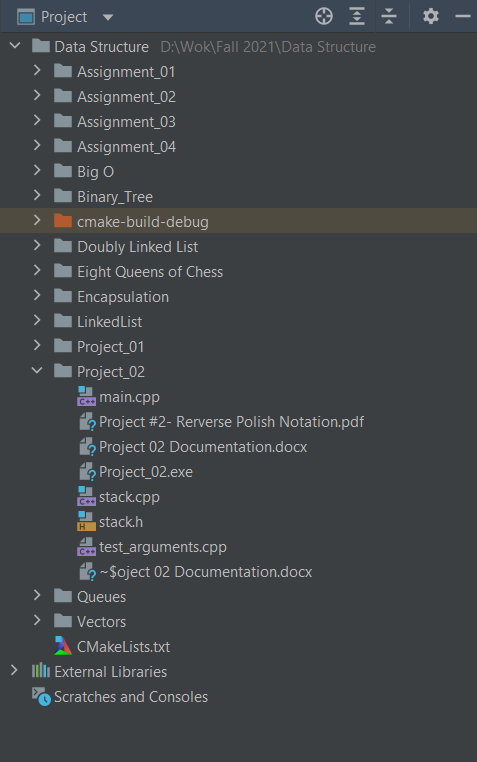 Project
Data Structure D:\Wok\Fall 2021\Data Structure
Assignment_01
Assignment_02
Assignment_03
Assignment_04
Big O
Binary_Tree
cmake-build-debug
Doubly Linked List
Eight Queens of Chess
Encapsulation
LinkedList
Project_01
Project_02
main.cpp
Project #2- Rerverse Polish Notation.pdf
Project 02 Documentation.docx
Project_02.exe
stack.cpp
stack.h
test_arguments.cpp
~$oject 02 Documentation.docx
Queues
Vectors
CMakeLists.txt
External Libraries
Scratches and Consoles